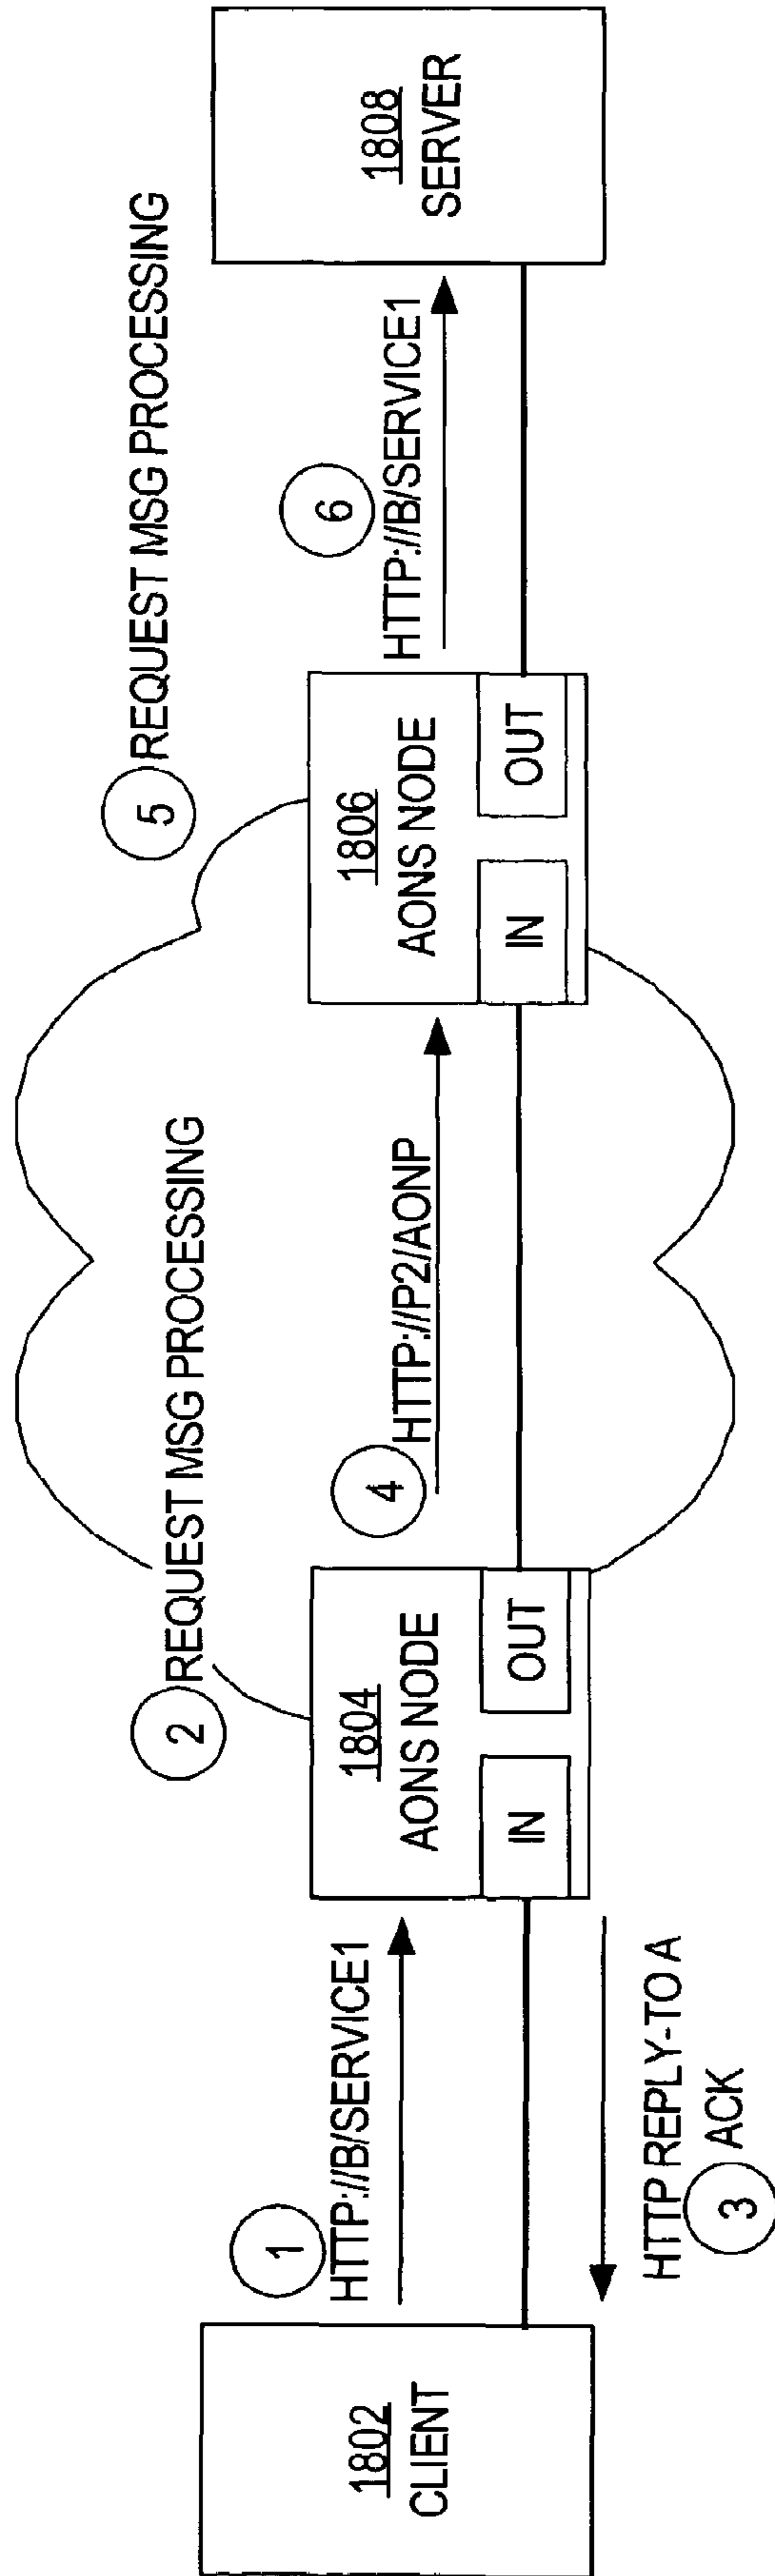 1802
CLIENT
1
HTTP://B/SERVICE1
HTTP REPLY-TO A
3
ACK
2
REQUEST MSG PROCESSING
1804
AONS NODE
IN
OUT
4
HTTP://P2/AONP
5
REQUEST MSG PROCESSING
1806
AONS NODE
IN
OUT
6
HTTP://B/SERVICE1
1808
SERVER